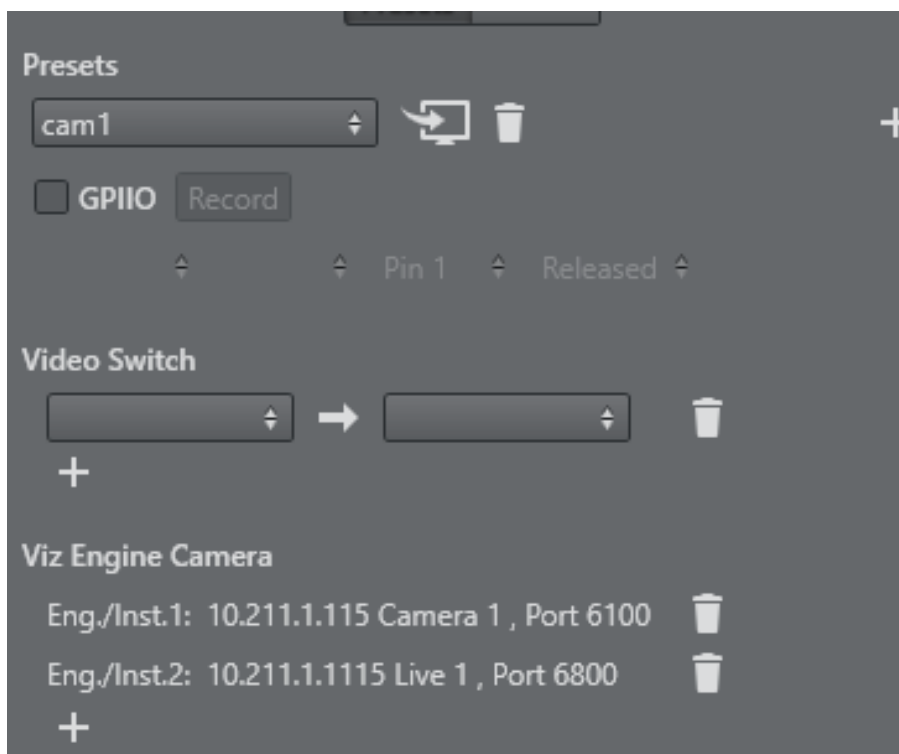 Presets
cam1
GPIIO Record
Pin 1 Released
Video Switch
Viz Engine Camera
Eng./Inst.1: 10.211.1.115 Camera 1 , Port 6100
Eng./Inst.2: 10.211.1.1115 Live 1 , Port 6800